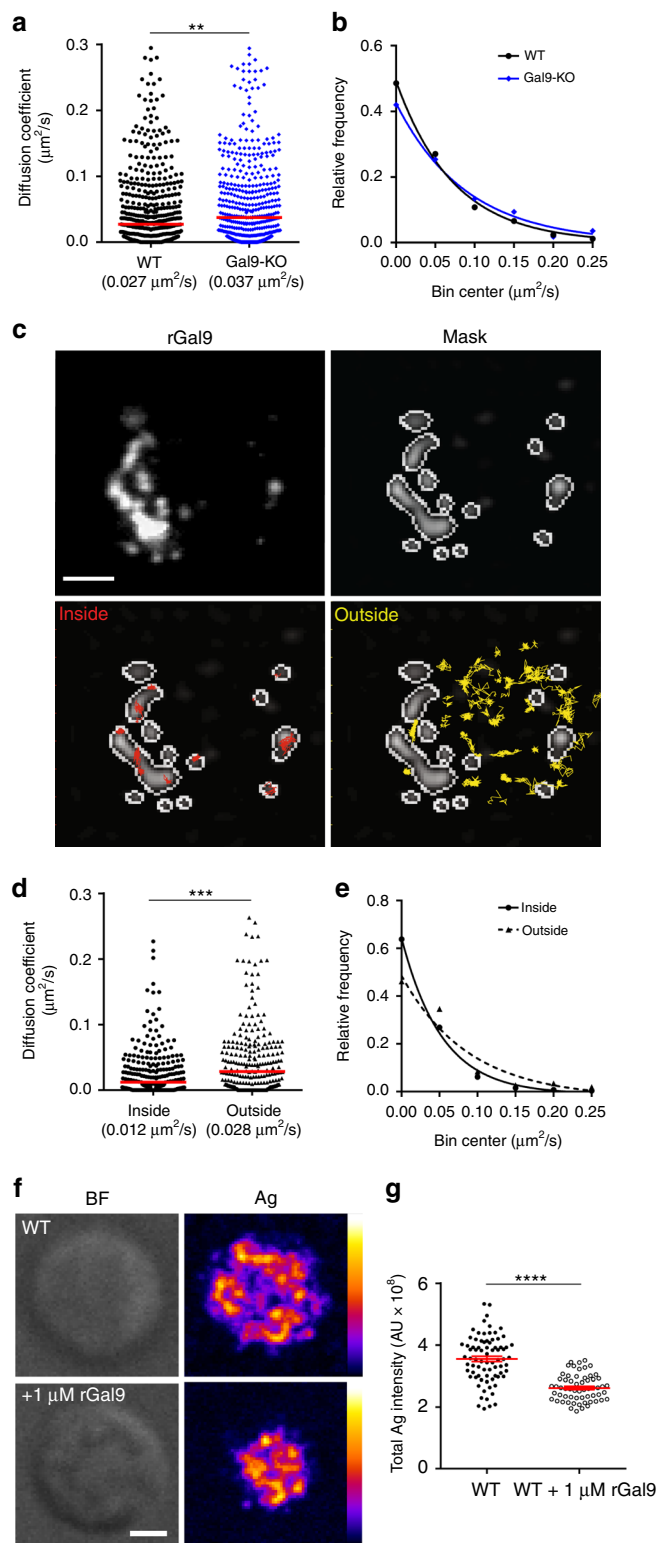 a
**
Diffusion coefficient
(μm²/s)
0.3
0.2
0.1
0.0
WT
(0.027 μm²/s)
Gal9-KO
(0.037 μm²/s)
b
Relative frequency
0.6
0.4
0.2
0.0
WT
Gal9-KO
0.00 0.05 0.10 0.15 0.20 0.25
Bin center (μm²/s)
c
rGal9
Mask
Inside
Outside
d
***
Diffusion coefficient
(μm²/s)
0.3
0.2
0.1
0.0
Inside
(0.012 μm²/s)
Outside
(0.028 μm²/s)
e
Relative frequency
0.8
0.6
0.4
0.2
0.0
Inside
Outside
0.00 0.05 0.10 0.15 0.20 0.25
Bin center (μm²/s)
f
BF
Ag
WT
+1 μM rGal9
g
****
Total Ag intensity (AU × 10⁸)
6
4
2
0
WT
WT + 1 μM rGal9